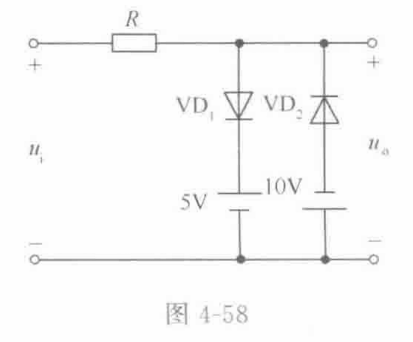 R
+
+
VD₁
VD₂
uᵢ
uₒ
5V
10V
−
−
图 4-58